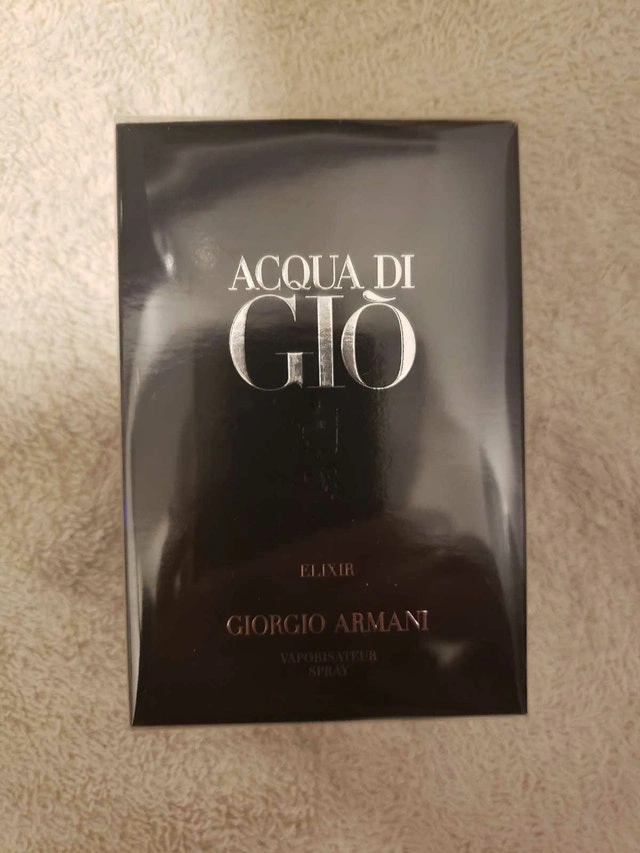 ACQUA DI
GIÒ
ELIXIR
GIORGIO ARMANI
VAPORISATEUR
SPRAY